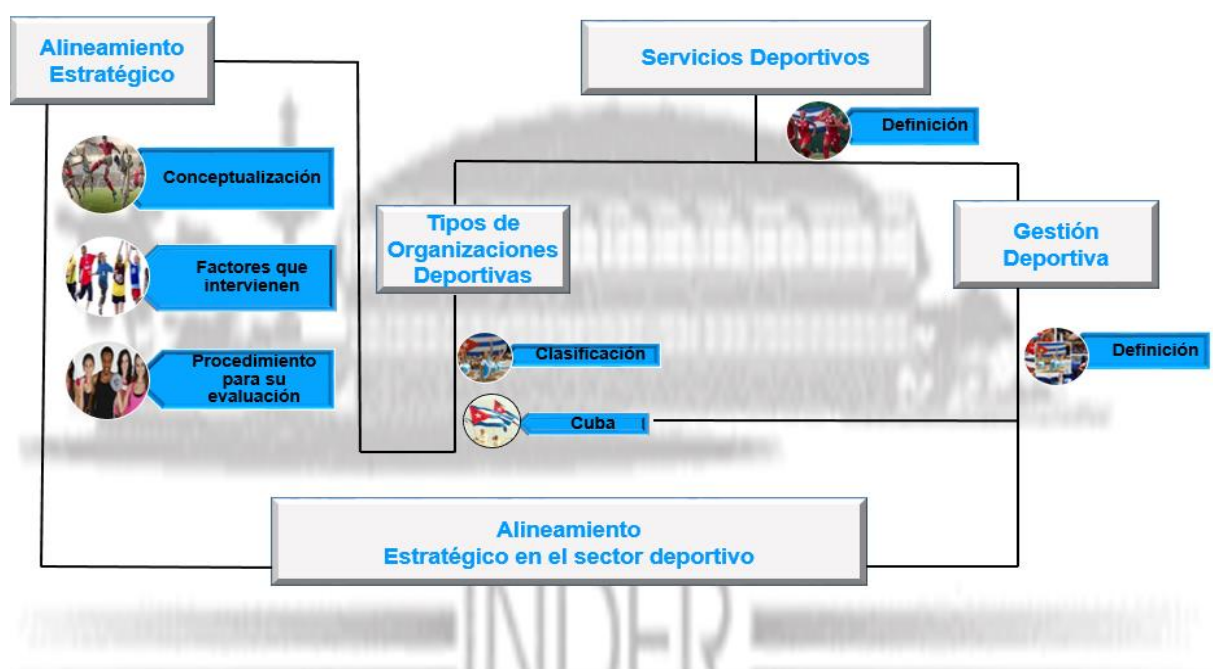 Alineamiento
Estratégico
Servicios Deportivos
Definición
Conceptualización
Factores que
intervienen
Procedimiento
para su
evaluación
Tipos de
Organizaciones
Deportivas
Clasificación
Cuba
Gestión
Deportiva
Definición
Alineamiento
Estratégico en el sector deportivo
INDER